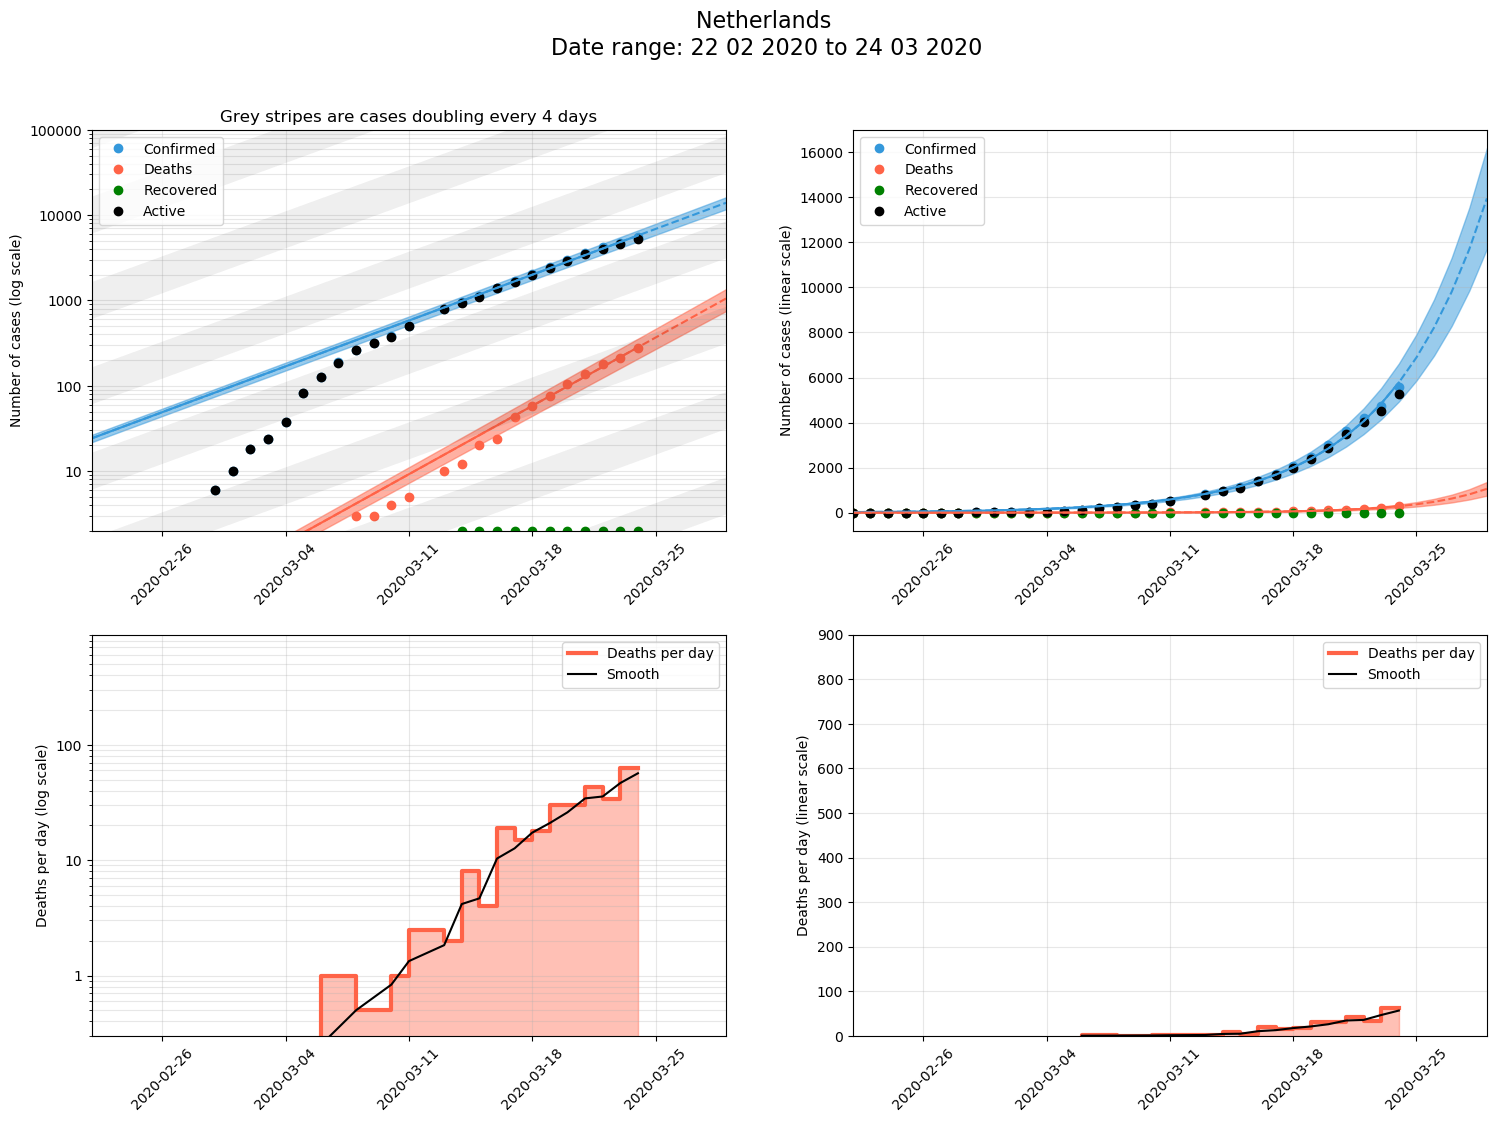 Netherlands
Date range: 22 02 2020 to 24 03 2020
Grey stripes are cases doubling every 4 days
Number of cases (log scale)
100000
10000
1000
100
10
Confirmed
Deaths
Recovered
Active
2020-02-26
2020-03-04
2020-03-11
2020-03-18
2020-03-25
Number of cases (linear scale)
16000
14000
12000
10000
8000
6000
4000
2000
0
Confirmed
Deaths
Recovered
Active
2020-02-26
2020-03-04
2020-03-11
2020-03-18
2020-03-25
Deaths per day (log scale)
100
10
1
Deaths per day
Smooth
2020-02-26
2020-03-04
2020-03-11
2020-03-18
2020-03-25
Deaths per day (linear scale)
900
800
700
600
500
400
300
200
100
0
Deaths per day
Smooth
2020-02-26
2020-03-04
2020-03-11
2020-03-18
2020-03-25